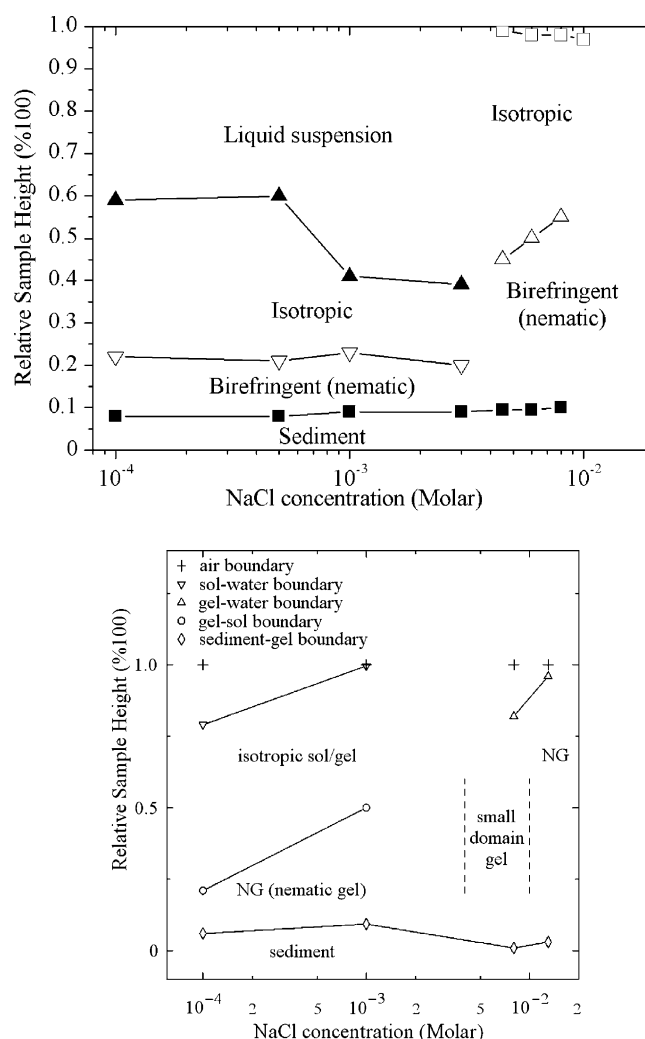 Relative Sample Height (%100)
1.0
0.9
0.8
0.7
0.6
0.5
0.4
0.3
0.2
0.1
0
Isotropic
Liquid suspension
Birefringent
(nematic)
Isotropic
Birefringent (nematic)
Sediment
10-4
10-3
10-2
NaCl concentration (Molar)
air boundary
sol-water boundary
gel-water boundary
gel-sol boundary
sediment-gel boundary
Relative Sample Height (%100)
1.0
0.5
0
isotropic sol/gel
NG
small
domain
gel
NG (nematic gel)
sediment
10-4 2 5 10-3 2 5 10-2 2
NaCl concentration (Molar)